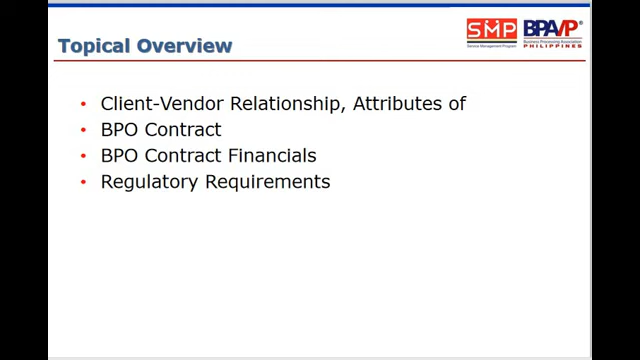 Topical Overview
SMP
Service Management Program
BPAP®
Business Processing Association
PHILIPPINES
• Client-Vendor Relationship, Attributes of
• BPO Contract
• BPO Contract Financials
• Regulatory Requirements